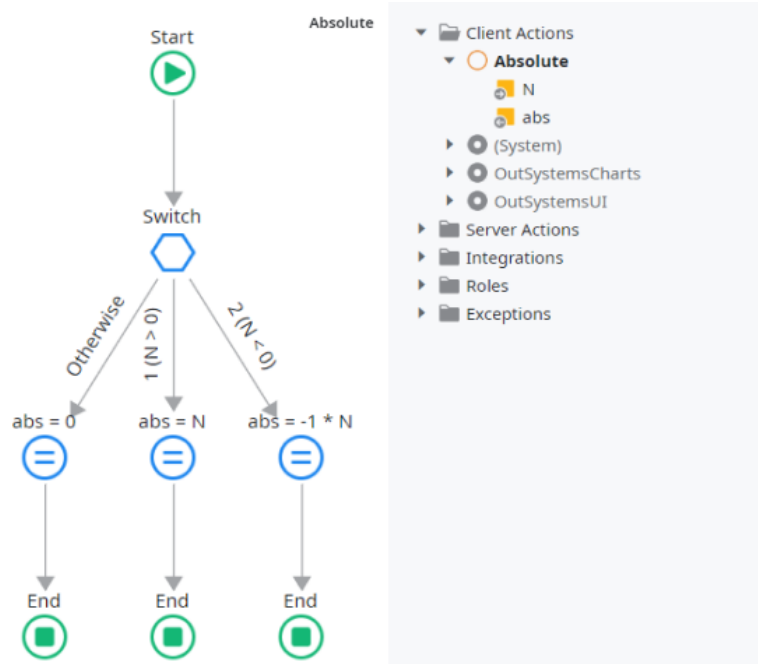 Absolute
Start
Switch
Otherwise
1 (N > 0)
2 (N < 0)
abs = 0
abs = N
abs = -1 * N
End
End
End
Client Actions
Absolute
N
abs
(System)
OutSystemsCharts
OutSystemsUI
Server Actions
Integrations
Roles
Exceptions